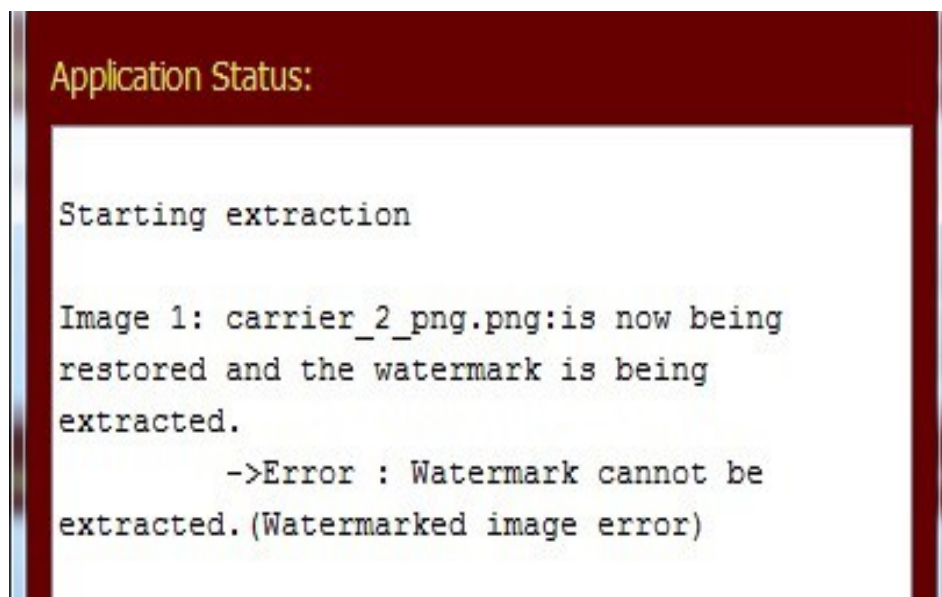 Application Status:
Starting extraction
Image 1: carrier_2_png.png:is now being
restored and the watermark is being
extracted.
->Error : Watermark cannot be
extracted.(Watermarked image error)